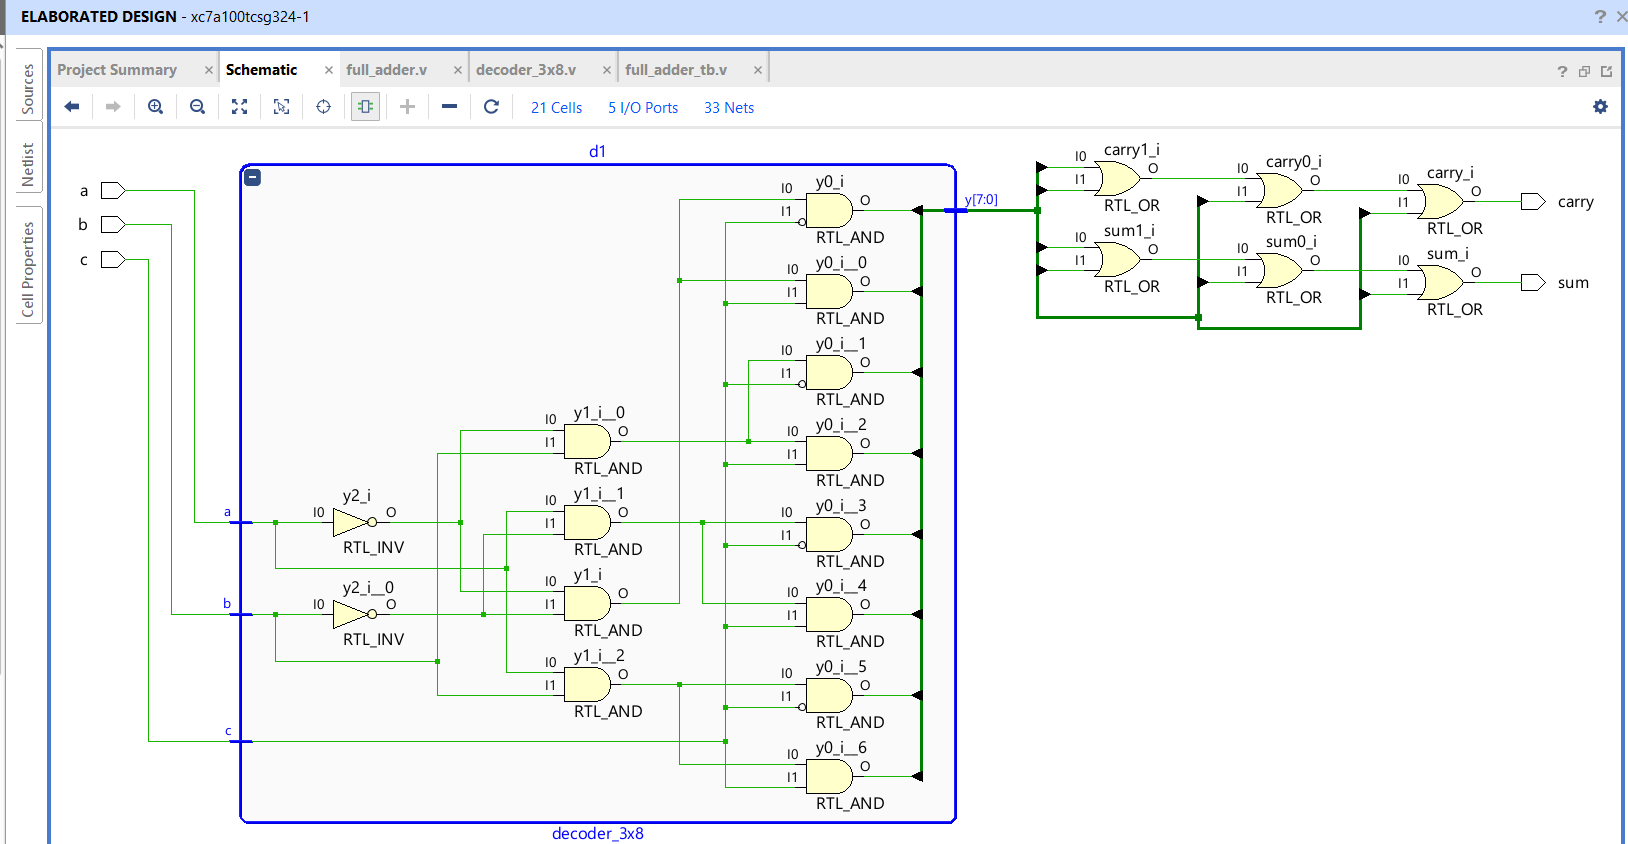 ELABORATED DESIGN - xc7a100tcsg324-1
?
Sources
Netlist
Cell Properties
Project Summary
Schematic
full_adder.v
decoder_3x8.v
full_adder_tb.v
?
21 Cells
5 I/O Ports
33 Nets
a
b
c
d1
a
b
c
y2_i
I0
O
RTL_INV
y2_i__0
I0
O
RTL_INV
y1_i__0
I0
I1
O
RTL_AND
y1_i__1
I0
I1
O
RTL_AND
y1_i
I0
I1
O
RTL_AND
y1_i__2
I0
I1
O
RTL_AND
y0_i
I0
I1
O
RTL_AND
y0_i__0
I0
I1
O
RTL_AND
y0_i__1
I0
I1
O
RTL_AND
y0_i__2
I0
I1
O
RTL_AND
y0_i__3
I0
I1
O
RTL_AND
y0_i__4
I0
I1
O
RTL_AND
y0_i__5
I0
I1
O
RTL_AND
y0_i__6
I0
I1
O
RTL_AND
decoder_3x8
y[7:0]
carry1_i
I0
I1
O
RTL_OR
sum1_i
I0
I1
O
RTL_OR
carry0_i
I0
I1
O
RTL_OR
sum0_i
I0
I1
O
RTL_OR
carry_i
I0
I1
O
RTL_OR
sum_i
I0
I1
O
RTL_OR
carry
sum